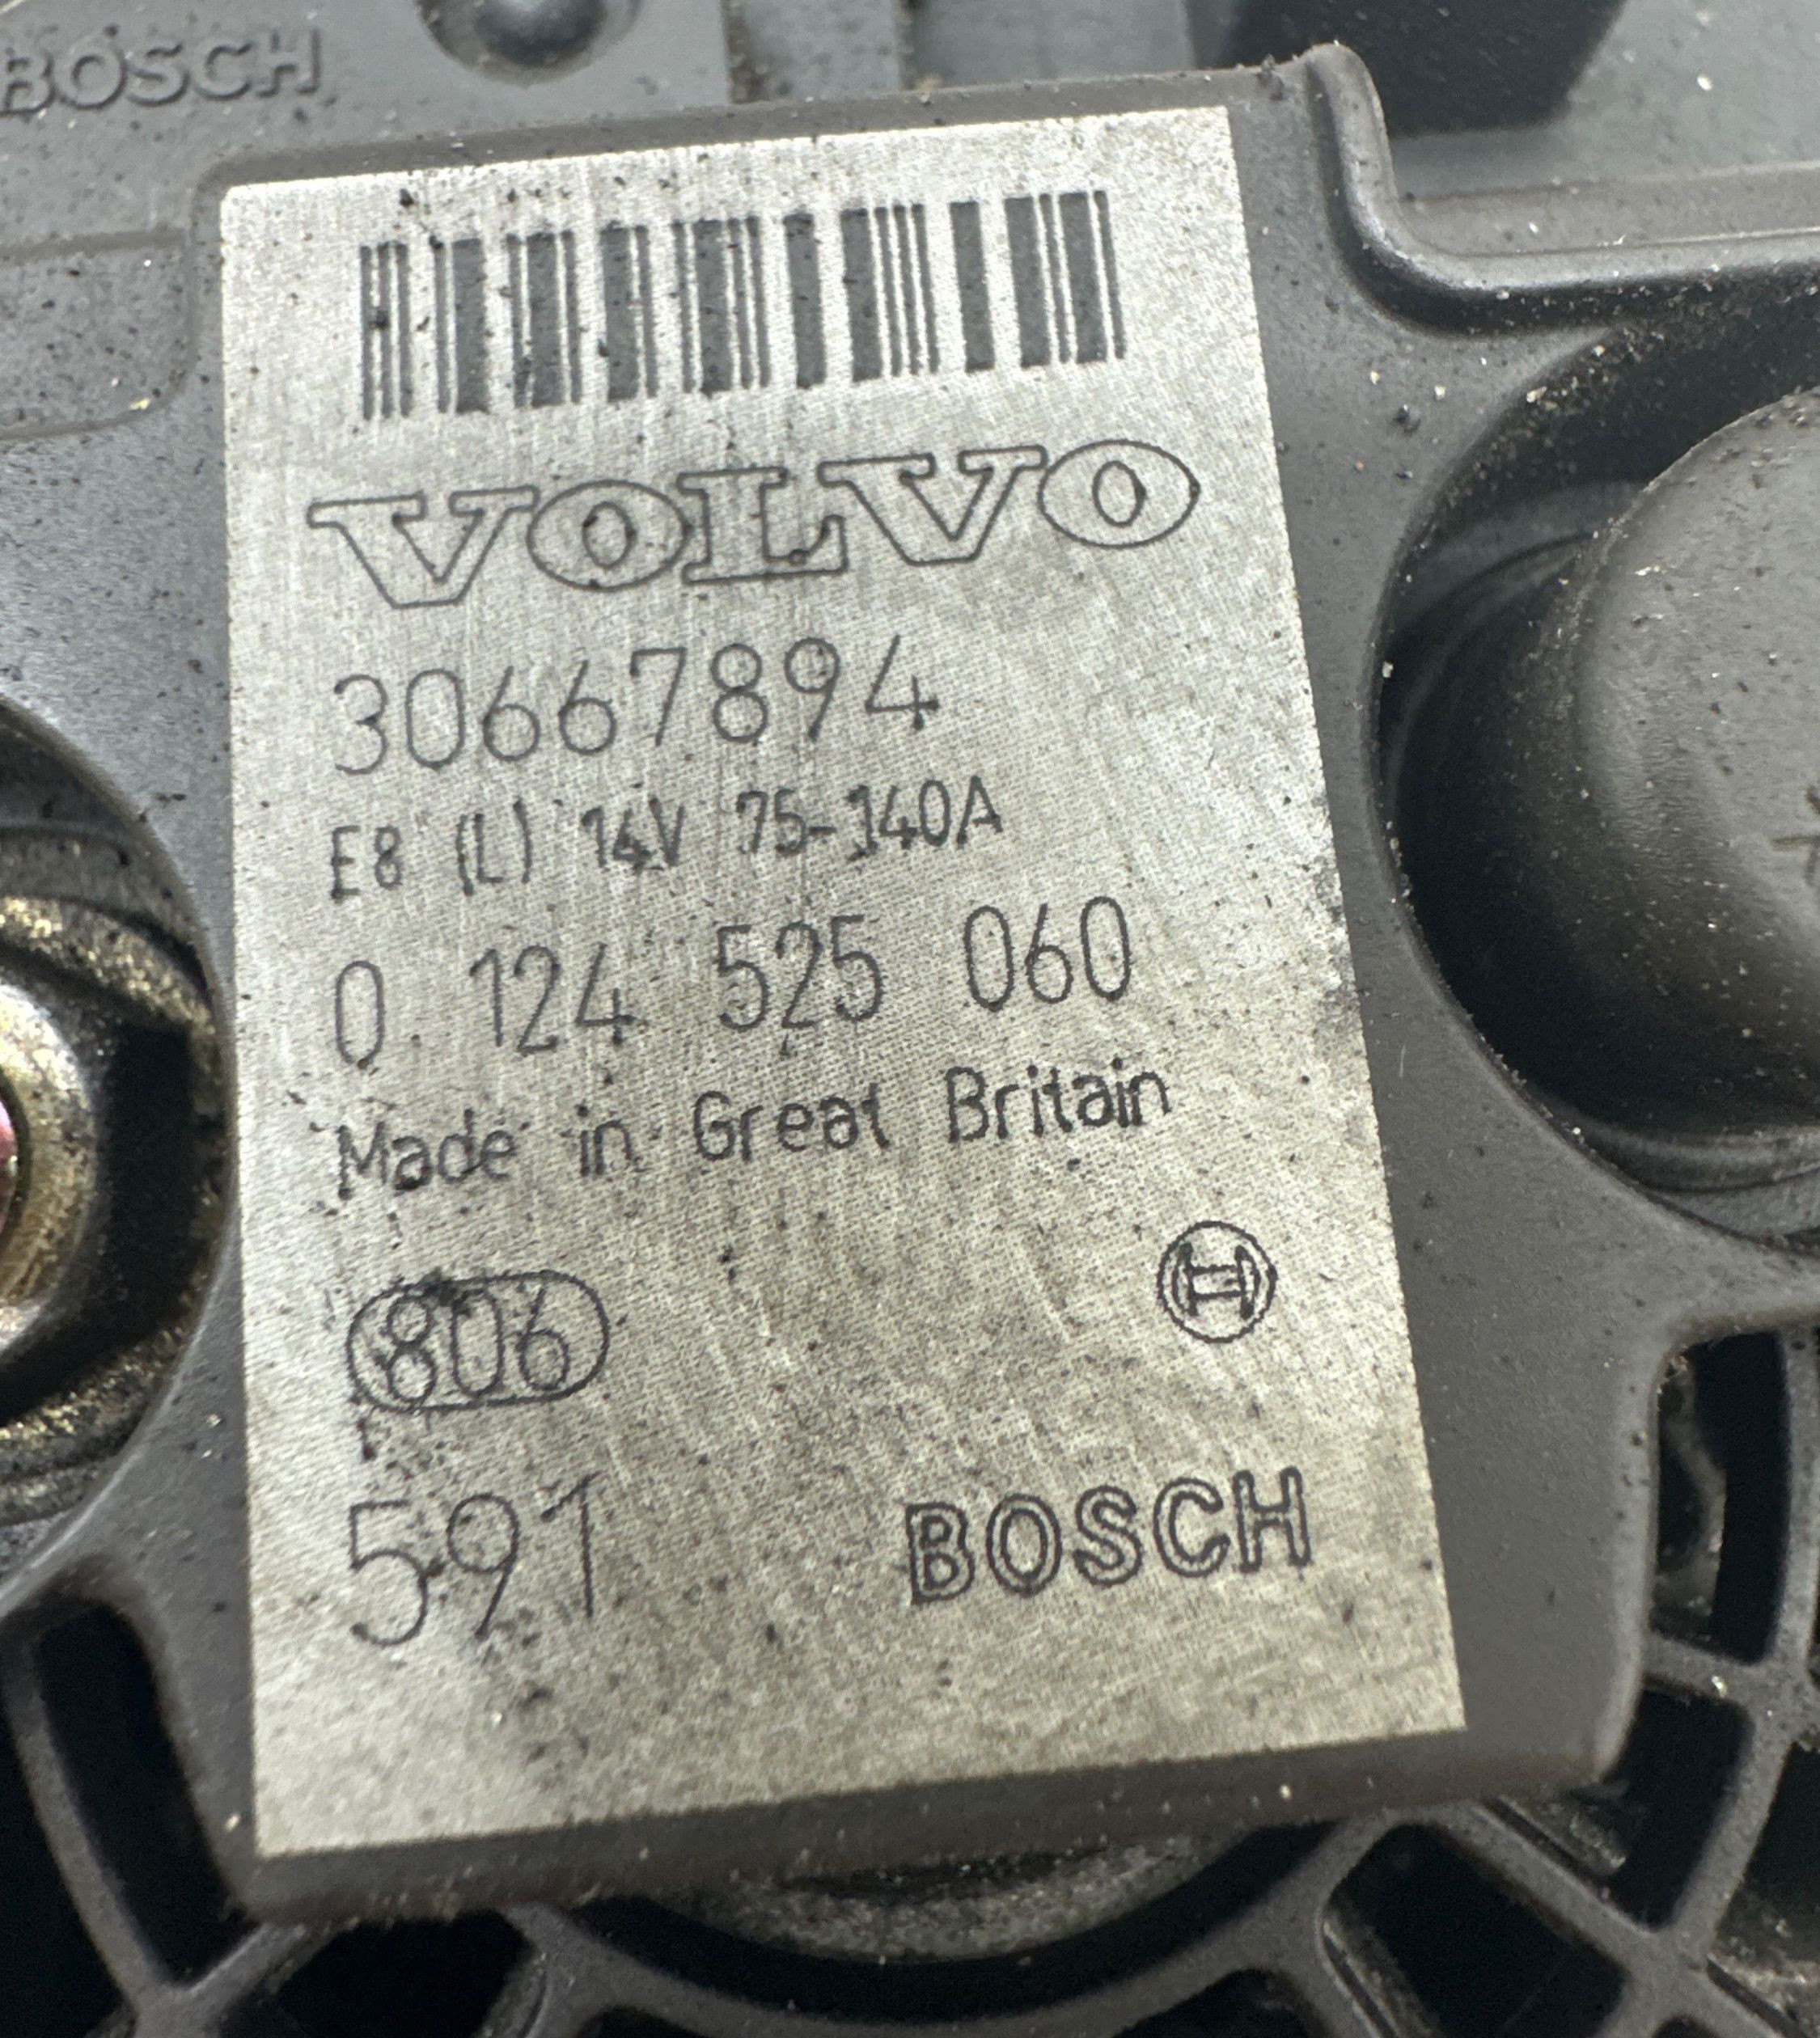 BOSCH
VOLVO
30667894
E8 (L) 14V 75-140A
0 124 525 060
Made in Great Britain
806
591 BOSCH